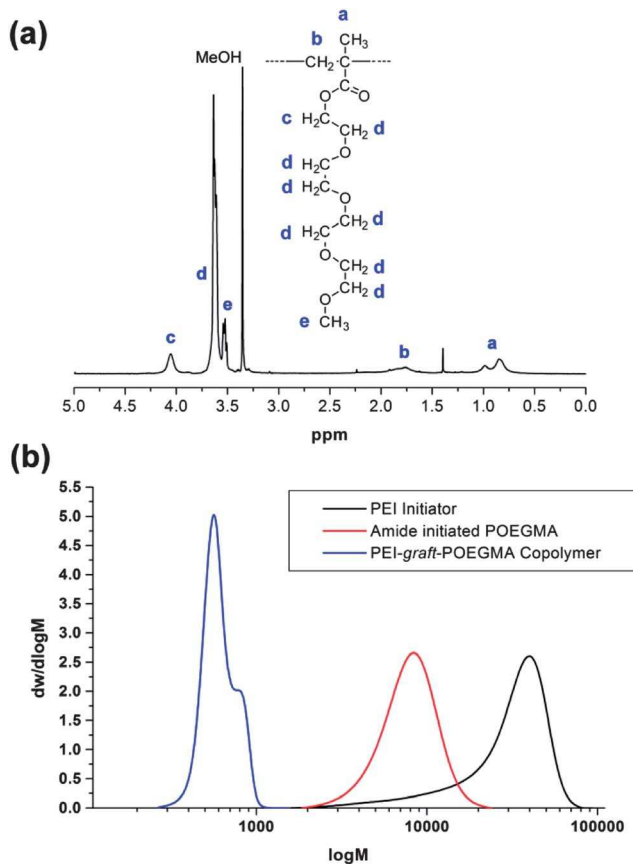 (a)
a
b
CH₃
MeOH
CH₂
C
O
C
O
c
H₂C
CH₂
d
O
d
H₂C
d
H₂C
O
CH₂
d
d
H₂C
O
CH₂
d
d
CH₂
d
e
O
e
CH₃
c
b
a
5.0 4.5 4.0 3.5 3.0 2.5 2.0 1.5 1.0 0.5 0.0
ppm
(b)
5.5
5.0
4.5
4.0
3.5
3.0
2.5
2.0
1.5
1.0
0.5
0.0
dw/dlogM
PEI Initiator
Amide initiated POEGMA
PEI-graft-POEGMA Copolymer
1000 10000 100000
logM